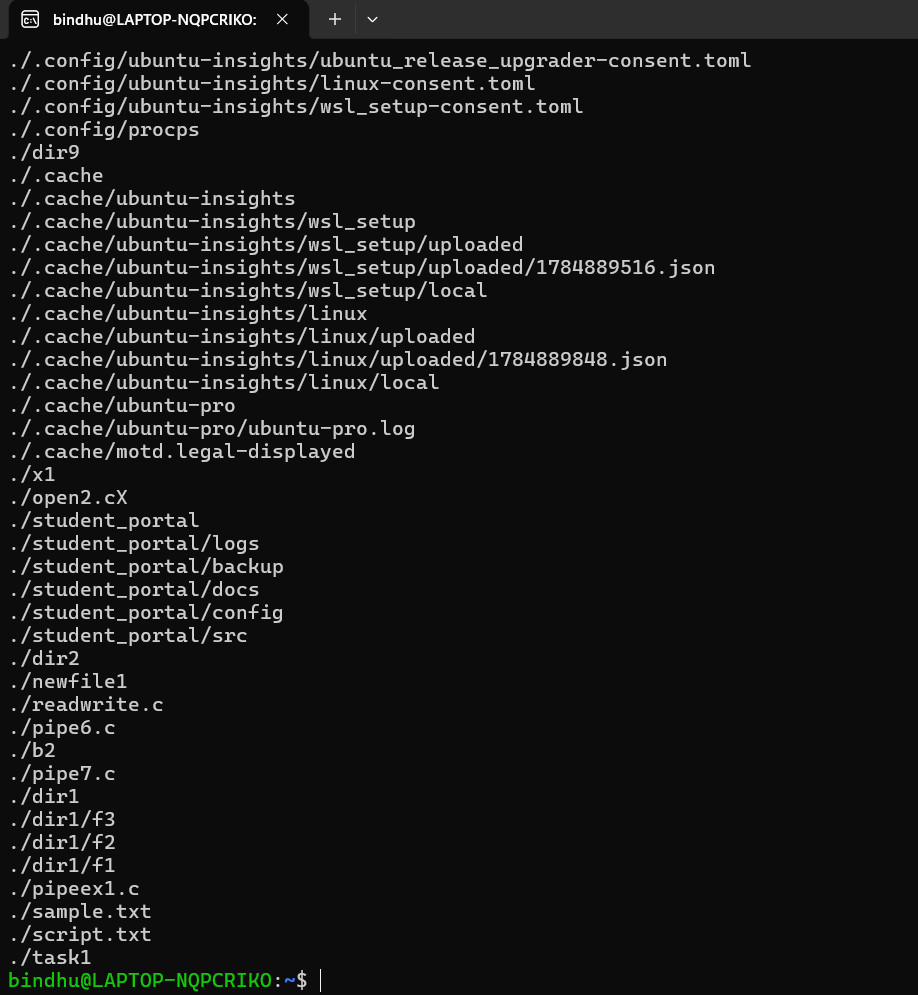 bindhu@LAPTOP-NQPCRIKO:
./.config/ubuntu-insights/ubuntu_release_upgrader-consent.toml
./.config/ubuntu-insights/linux-consent.toml
./.config/ubuntu-insights/wsl_setup-consent.toml
./.config/procps
./dir9
./.cache
./.cache/ubuntu-insights
./.cache/ubuntu-insights/wsl_setup
./.cache/ubuntu-insights/wsl_setup/uploaded
./.cache/ubuntu-insights/wsl_setup/uploaded/1784889516.json
./.cache/ubuntu-insights/wsl_setup/local
./.cache/ubuntu-insights/linux
./.cache/ubuntu-insights/linux/uploaded
./.cache/ubuntu-insights/linux/uploaded/1784889848.json
./.cache/ubuntu-insights/linux/local
./.cache/ubuntu-pro
./.cache/ubuntu-pro/ubuntu-pro.log
./.cache/motd.legal-displayed
./x1
./open2.cX
./student_portal
./student_portal/logs
./student_portal/backup
./student_portal/docs
./student_portal/config
./student_portal/src
./dir2
./newfile1
./readwrite.c
./pipe6.c
./b2
./pipe7.c
./dir1
./dir1/f3
./dir1/f2
./dir1/f1
./pipeex1.c
./sample.txt
./script.txt
./task1
bindhu@LAPTOP-NQPCRIKO:~$